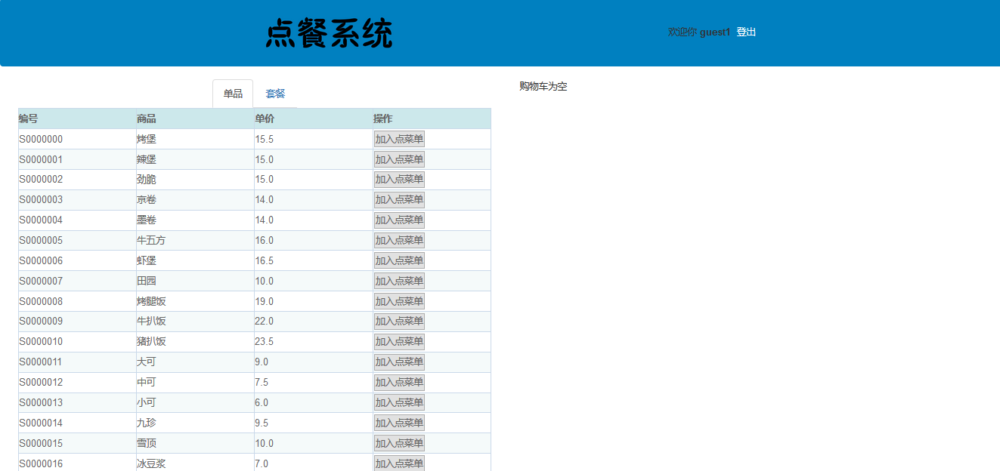 点餐系统
欢迎你 guest1 登出
单品 套餐
购物车为空
编号 商品 单价 操作
S0000000 烤堡 15.5 加入点菜单
S0000001 辣堡 15.0 加入点菜单
S0000002 劲脆 15.0 加入点菜单
S0000003 京卷 14.0 加入点菜单
S0000004 墨卷 14.0 加入点菜单
S0000005 牛五方 16.0 加入点菜单
S0000006 虾堡 16.5 加入点菜单
S0000007 田园 10.0 加入点菜单
S0000008 烤腿饭 19.0 加入点菜单
S0000009 牛扒饭 22.0 加入点菜单
S0000010 猪扒饭 23.5 加入点菜单
S0000011 大可 9.0 加入点菜单
S0000012 中可 7.5 加入点菜单
S0000013 小可 6.0 加入点菜单
S0000014 九珍 9.5 加入点菜单
S0000015 雪顶 10.0 加入点菜单
S0000016 冰豆浆 7.0 加入点菜单